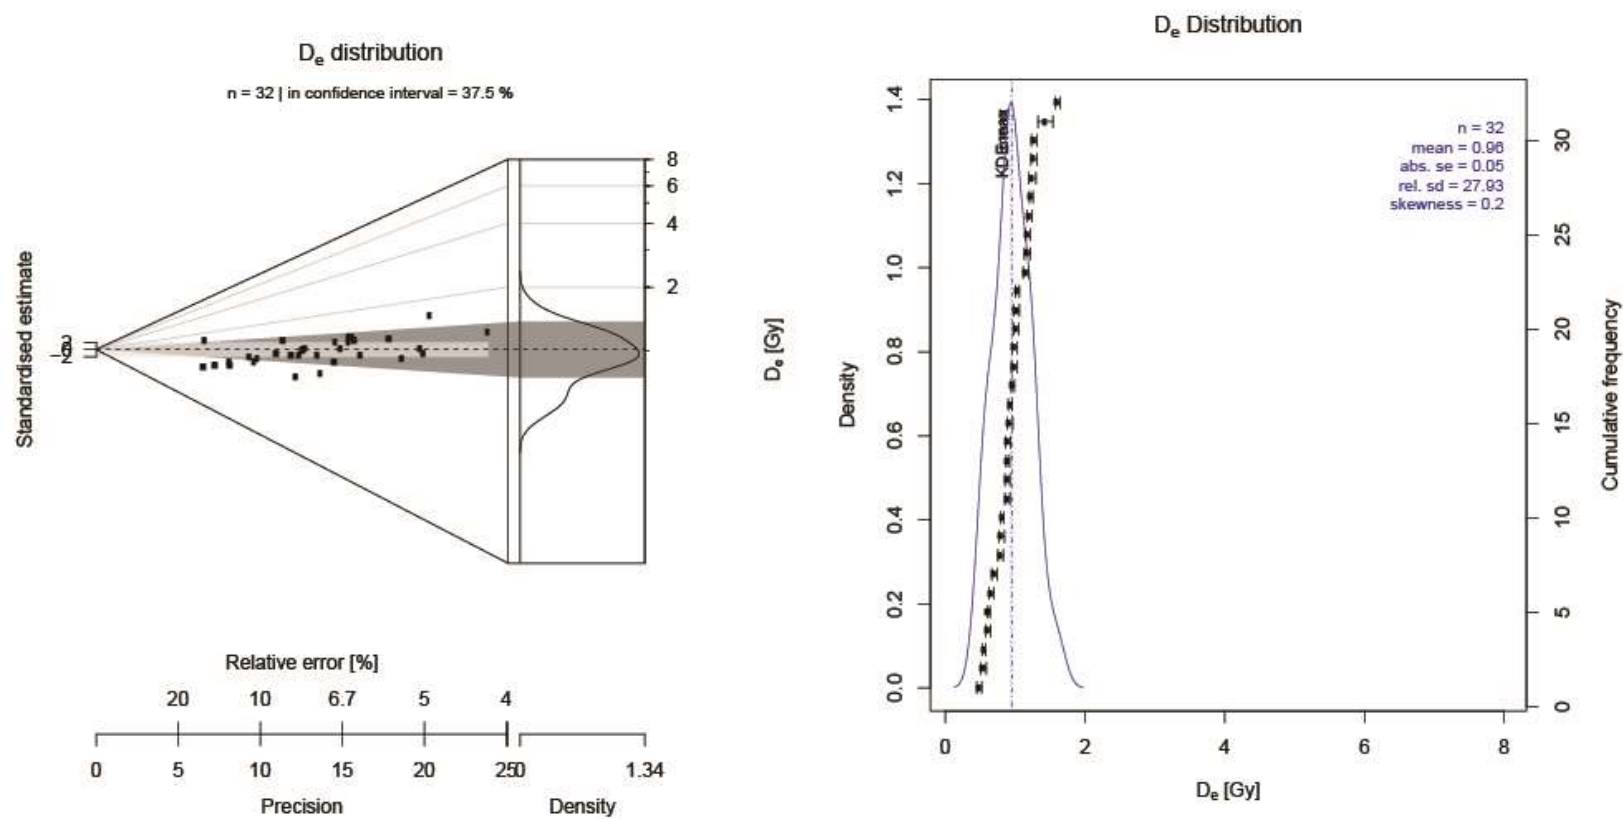 Dₑ distribution
n = 32 | in confidence interval = 37.5 %
8
6
4
2
Standardised estimate
2
0
−2
Dₑ [Gy]
Relative error [%]
20 10 6.7 5 4
0 5 10 15 20 250 1.34
Precision Density
Dₑ Distribution
1.4
1.2
1.0
0.8
0.6
0.4
0.2
0.0
Density
n = 32
mean = 0.96
abs. se = 0.05
rel. sd = 27.93
skewness = 0.2
30
25
20
15
10
5
0
Cumulative frequency
0 2 4 6 8
Dₑ [Gy]